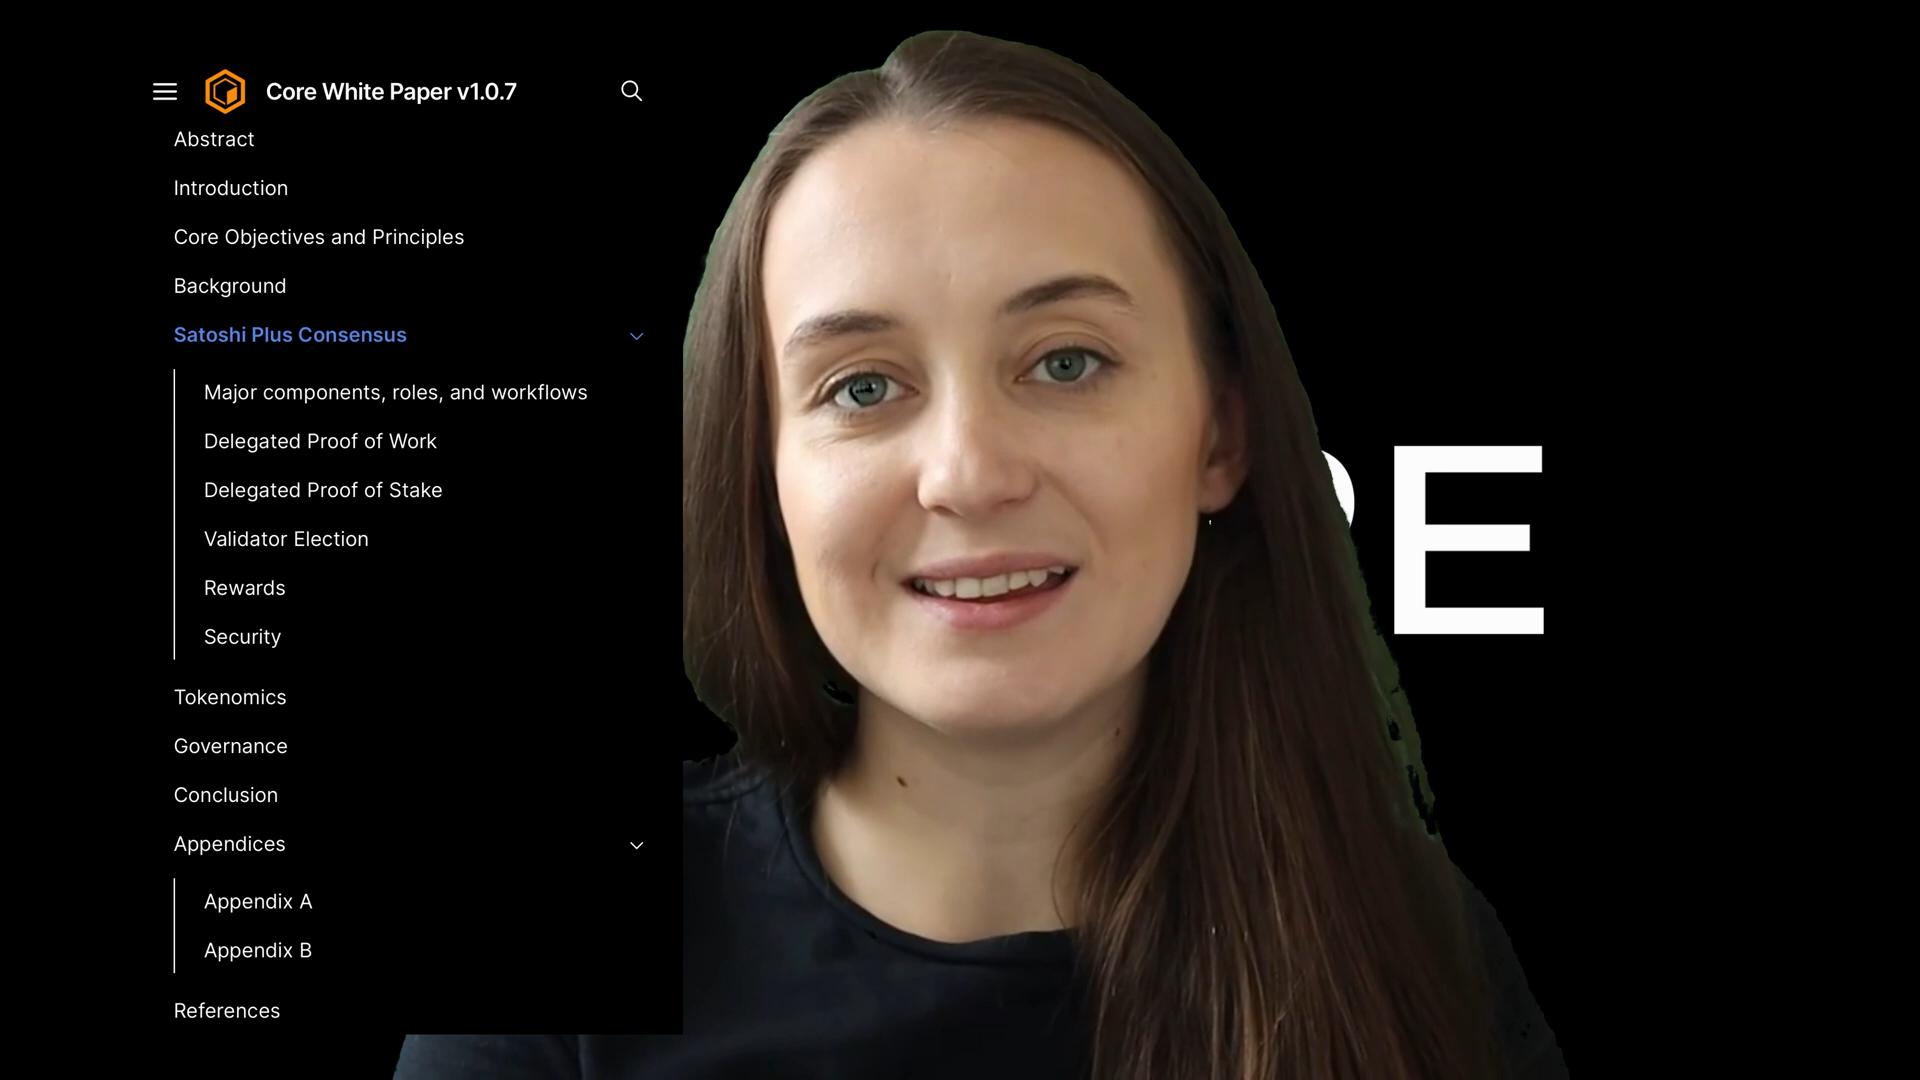 Core White Paper v1.0.7
Abstract
Introduction
Core Objectives and Principles
Background
Satoshi Plus Consensus
Major components, roles, and workflows
Delegated Proof of Work
Delegated Proof of Stake
Validator Election
Rewards
Security
Tokenomics
Governance
Conclusion
Appendices
Appendix A
Appendix B
References